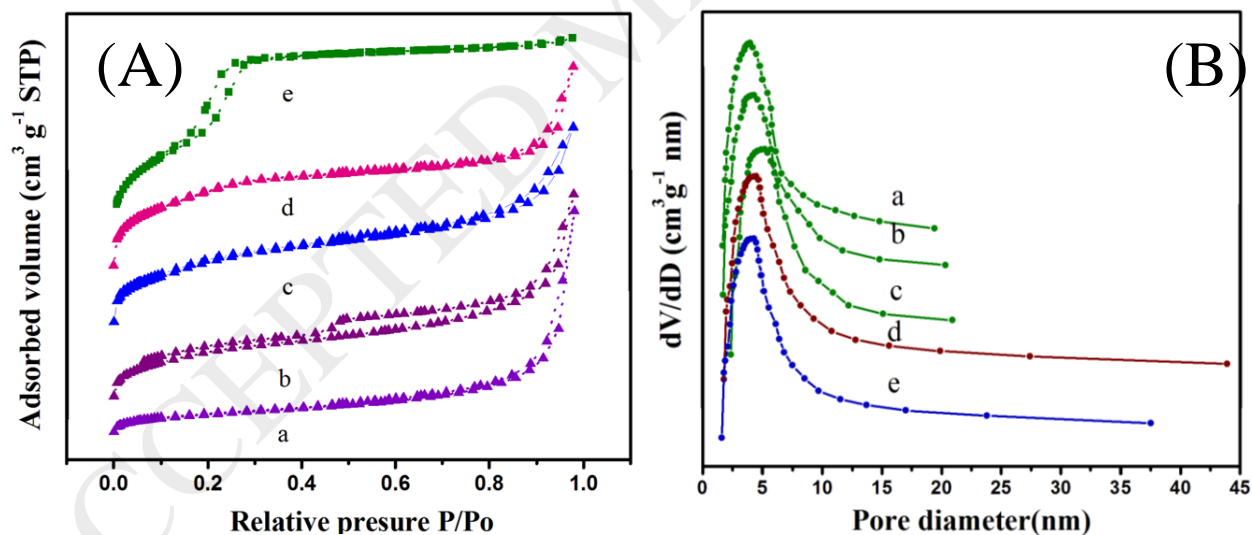 (A)
Adsorbed volume (cm³ g⁻¹ STP)
e
d
c
b
a
0.0 0.2 0.4 0.6 0.8 1.0
Relative presure P/Po
(B)
dV/dD (cm³g⁻¹ nm)
a
b
c
d
e
0 5 10 15 20 25 30 35 40 45
Pore diameter(nm)
CCEPTED M